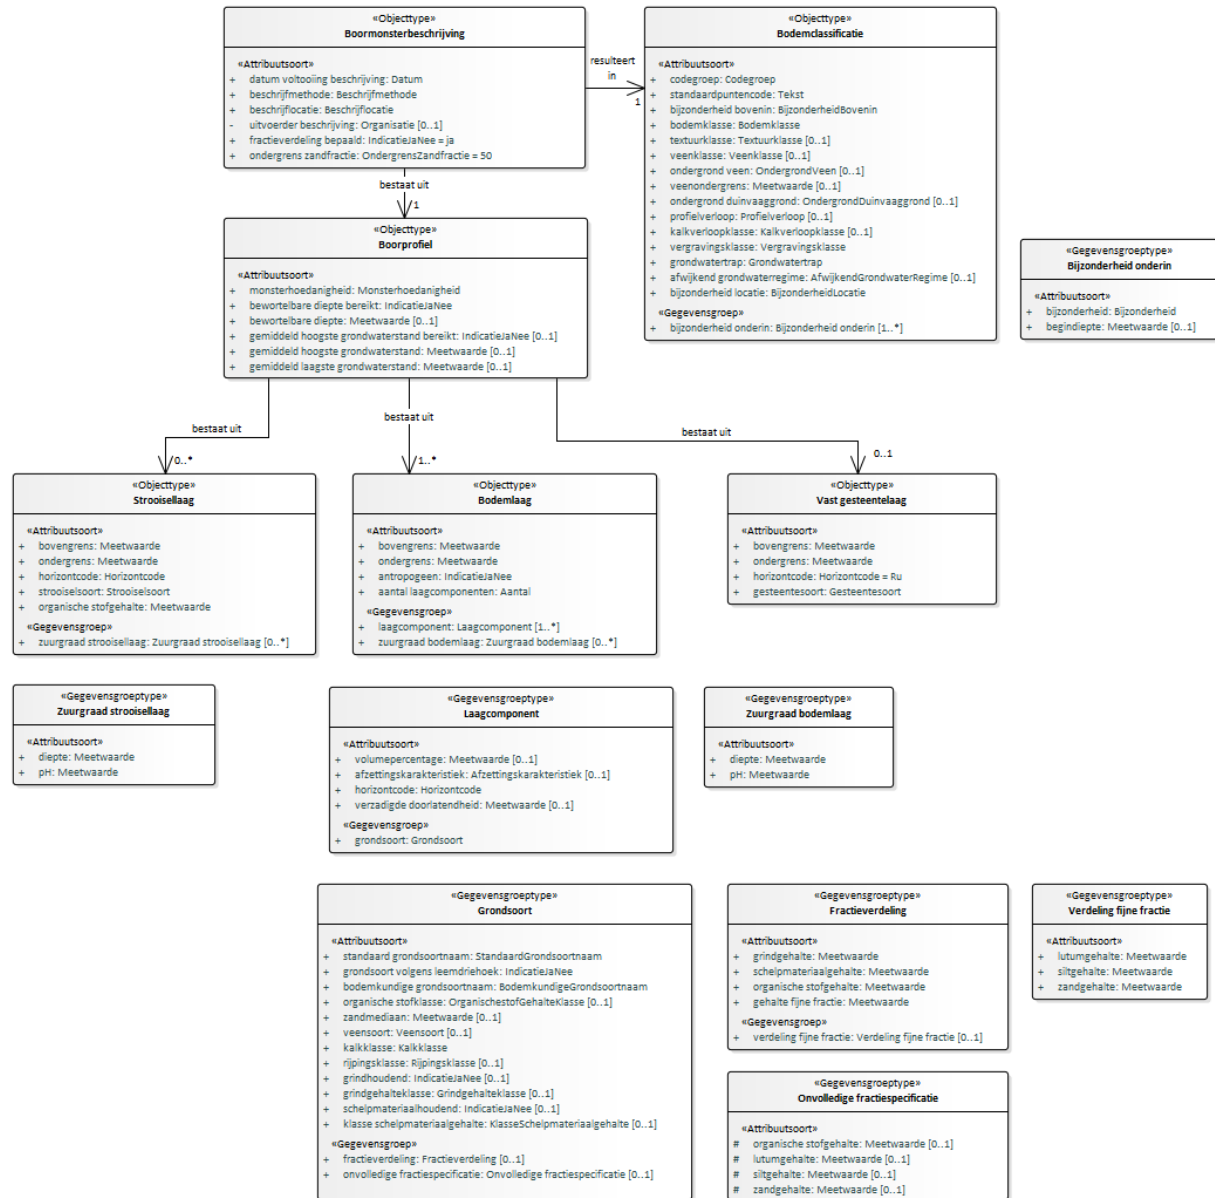 «Objecttype»
Boormonsterbeschrijving
«Attribuutsoort»
+ datum voltooiing beschrijving: Datum
+ beschrijfmethode: Beschrijfmethode
+ beschrijflocatie: Beschrijflocatie
- uitvoerder beschrijving: Organisatie [0..1]
+ fractieverdeling bepaald: IndicatieJaNee = ja
+ ondergrens zandfractie: OndergrensZandfractie = 50
resulteert
in
1
«Objecttype»
Bodemclassificatie
«Attribuutsoort»
+ codegroep: Codegroep
+ standaardpuntencode: Tekst
+ bijzonderheid bovenin: BijzonderheidBovenin
+ bodemklasse: Bodemklasse
+ textuurklasse: Textuurklasse [0..1]
+ veenklasse: Veenklasse [0..1]
+ ondergrond veen: OndergrondVeen [0..1]
+ veenondergrens: Meetwaarde [0..1]
+ ondergrond duinvaaggrond: OndergrondDuinvaaggrond [0..1]
+ profielverloop: Profielverloop [0..1]
+ kalkverloopklasse: Kalkverloopklasse [0..1]
+ vergravingsklasse: Vergravingsklasse
+ grondwatertrap: Grondwatertrap
+ afwijkend grondwaterregime: AfwijkendGrondwaterRegime [0..1]
+ bijzonderheid locatie: BijzonderheidLocatie
«Gegevensgroep»
+ bijzonderheid onderin: Bijzonderheid onderin [1..*]
bestaat uit
1
«Objecttype»
Boorprofiel
«Attribuutsoort»
+ monsterhoedanigheid: Monsterhoedanigheid
+ bewortelbare diepte bereikt: IndicatieJaNee
+ bewortelbare diepte: Meetwaarde [0..1]
+ gemiddeld hoogste grondwaterstand bereikt: IndicatieJaNee [0..1]
+ gemiddeld hoogste grondwaterstand: Meetwaarde [0..1]
+ gemiddeld laagste grondwaterstand: Meetwaarde [0..1]
«Gegevensgroeptype»
Bijzonderheid onderin
«Attribuutsoort»
+ bijzonderheid: Bijzonderheid
+ begindiepte: Meetwaarde [0..1]
bestaat uit
0..*
bestaat uit
1..*
bestaat uit
0..1
«Objecttype»
Strooisellaag
«Attribuutsoort»
+ bovengrens: Meetwaarde
+ ondergrens: Meetwaarde
+ horizontcode: Horizontcode
+ strooiselsoort: Strooiselsoort
+ organische stofgehalte: Meetwaarde
«Gegevensgroep»
+ zuurgraad strooisellaag: Zuurgraad strooisellaag [0..*]
«Objecttype»
Bodemlaag
«Attribuutsoort»
+ bovengrens: Meetwaarde
+ ondergrens: Meetwaarde
+ antropogeen: IndicatieJaNee
+ aantal laagcomponenten: Aantal
«Gegevensgroep»
+ laagcomponent: Laagcomponent [1..*]
+ zuurgraad bodemlaag: Zuurgraad bodemlaag [0..*]
«Objecttype»
Vast gesteentelaag
«Attribuutsoort»
+ bovengrens: Meetwaarde
+ ondergrens: Meetwaarde
+ horizontcode: Horizontcode = Ru
+ gesteentesoort: Gesteentesoort
«Gegevensgroeptype»
Zuurgraad strooisellaag
«Attribuutsoort»
+ diepte: Meetwaarde
+ pH: Meetwaarde
«Gegevensgroeptype»
Laagcomponent
«Attribuutsoort»
+ volumepercentage: Meetwaarde [0..1]
+ afzettingskarakteristiek: Afzettingskarakteristiek [0..1]
+ horizontcode: Horizontcode
+ verzadigde doorlatendheid: Meetwaarde [0..1]
«Gegevensgroep»
+ grondsoort: Grondsoort
«Gegevensgroeptype»
Zuurgraad bodemlaag
«Attribuutsoort»
+ diepte: Meetwaarde
+ pH: Meetwaarde
«Gegevensgroeptype»
Grondsoort
«Attribuutsoort»
+ standaard grondsoortnaam: StandaardGrondsoortnaam
+ grondsoort volgens leemdriehoek: IndicatieJaNee
+ bodemkundige grondsoortnaam: BodemkundigeGrondsoortnaam
+ organische stofklasse: OrganischestofGehalteKlasse [0..1]
+ zandmediaan: Meetwaarde [0..1]
+ veensoort: Veensoort [0..1]
+ kalkklasse: Kalkklasse
+ rijpingsklasse: Rijpingsklasse [0..1]
+ grindhoudend: IndicatieJaNee [0..1]
+ grindgehalteklasse: Grindgehalteklasse [0..1]
+ schelpmateriaalhoudend: IndicatieJaNee [0..1]
+ klasse schelpmateriaalgehalte: KlasseSchelpmateriaalgehalte [0..1]
«Gegevensgroep»
+ fractieverdeling: Fractieverdeling [0..1]
+ onvolledige fractiespecificatie: Onvolledige fractiespecificatie [0..1]
«Gegevensgroeptype»
Fractieverdeling
«Attribuutsoort»
+ grindgehalte: Meetwaarde
+ schelpmateriaalgehalte: Meetwaarde
+ organische stofgehalte: Meetwaarde
+ gehalte fijne fractie: Meetwaarde
«Gegevensgroep»
+ verdeling fijne fractie: Verdeling fijne fractie [0..1]
«Gegevensgroeptype»
Verdeling fijne fractie
«Attribuutsoort»
+ lutumgehalte: Meetwaarde
+ siltgehalte: Meetwaarde
+ zandgehalte: Meetwaarde
«Gegevensgroeptype»
Onvolledige fractiespecificatie
«Attribuutsoort»
# organische stofgehalte: Meetwaarde [0..1]
# lutumgehalte: Meetwaarde [0..1]
# siltgehalte: Meetwaarde [0..1]
# zandgehalte: Meetwaarde [0..1]